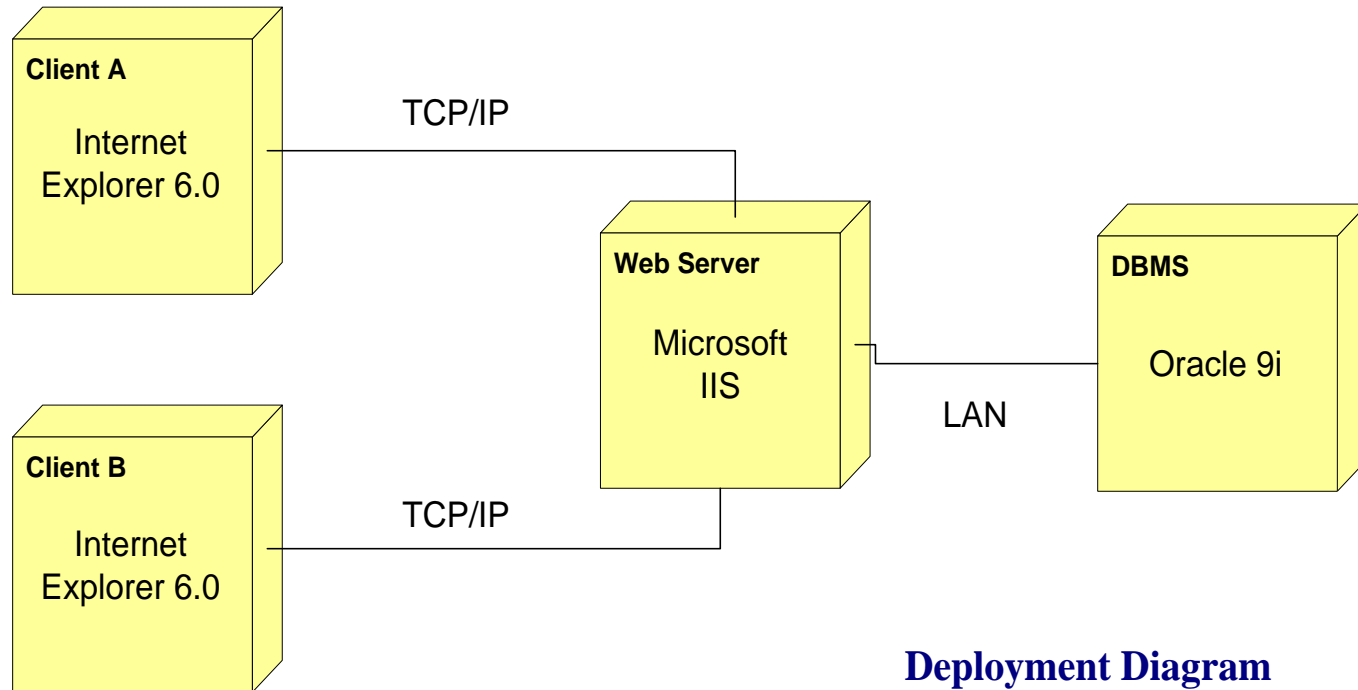 Client A
Internet
Explorer 6.0
TCP/IP
Web Server
Microsoft
IIS
DBMS
Oracle 9i
LAN
Client B
Internet
Explorer 6.0
TCP/IP
Deployment Diagram